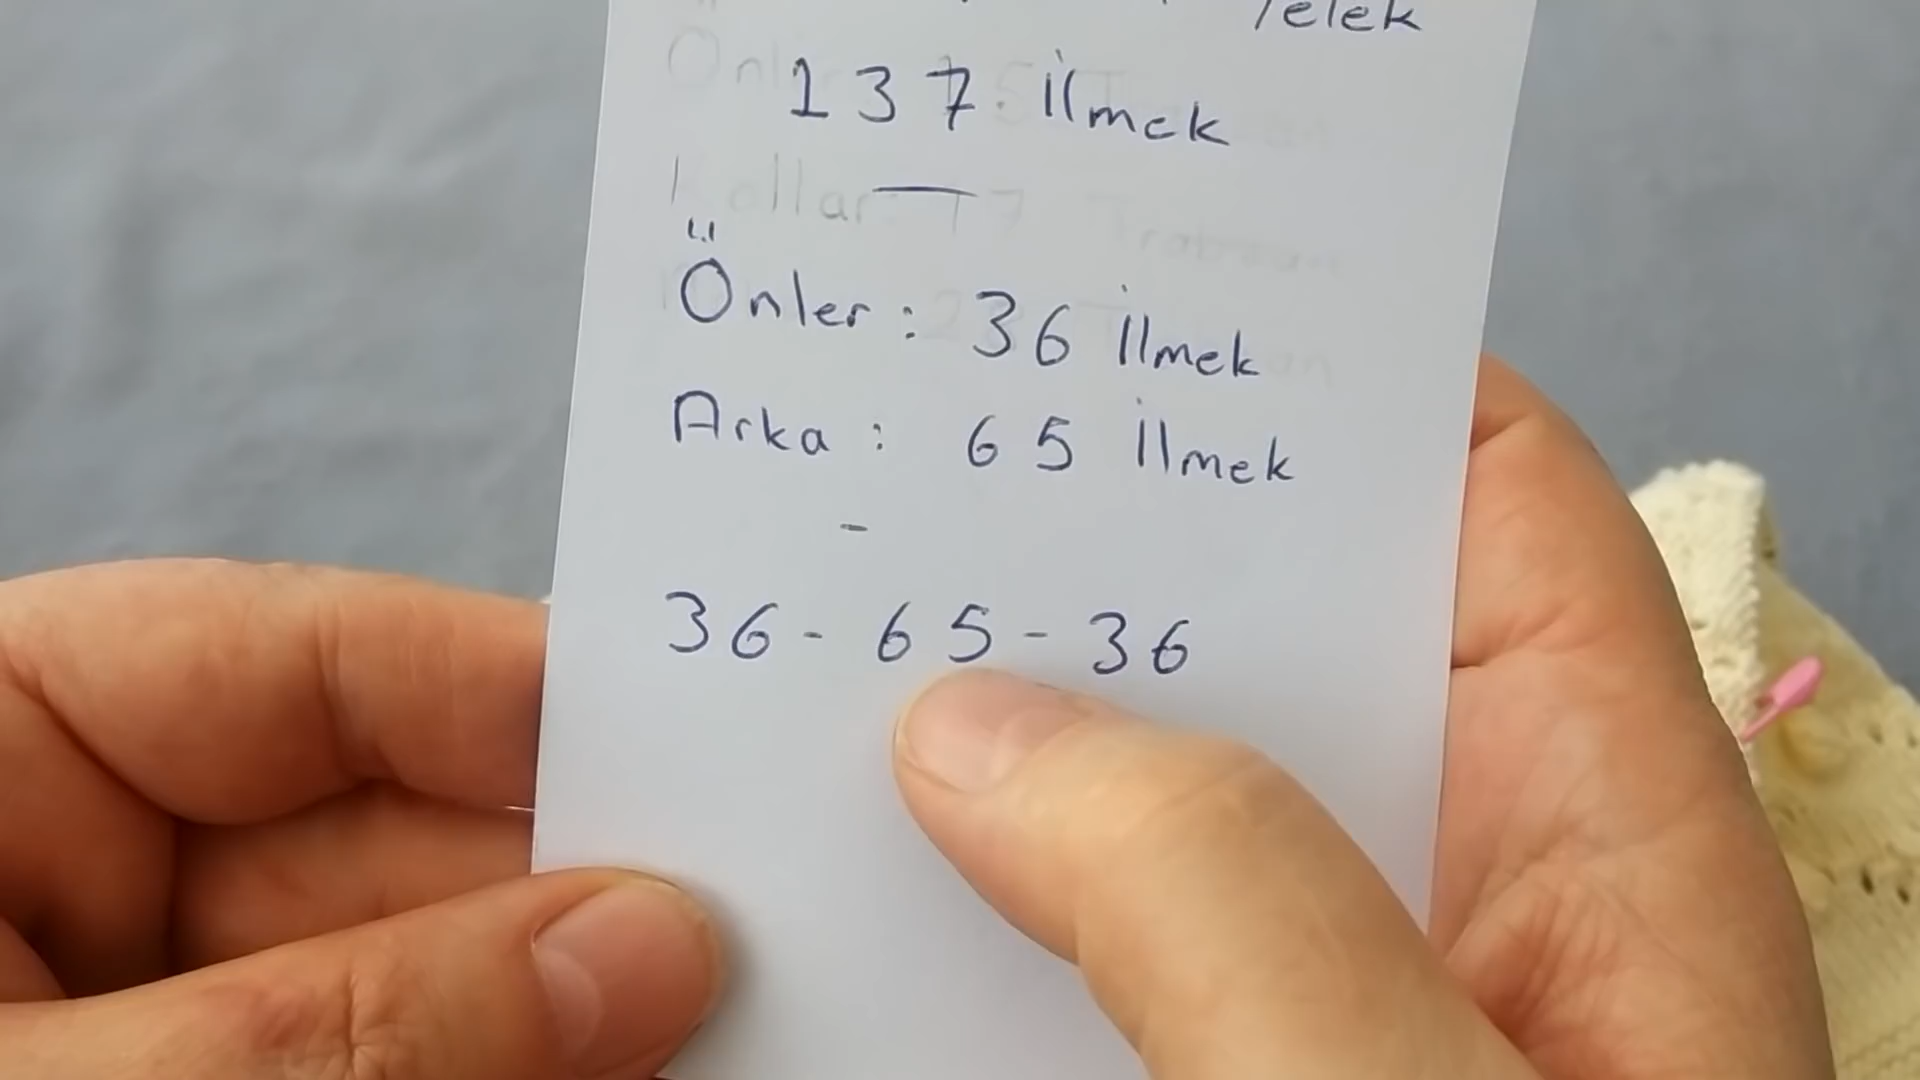 Yelek
137 İlmek
Önler : 36 İlmek
Arka : 65 İlmek
36 - 65 - 36